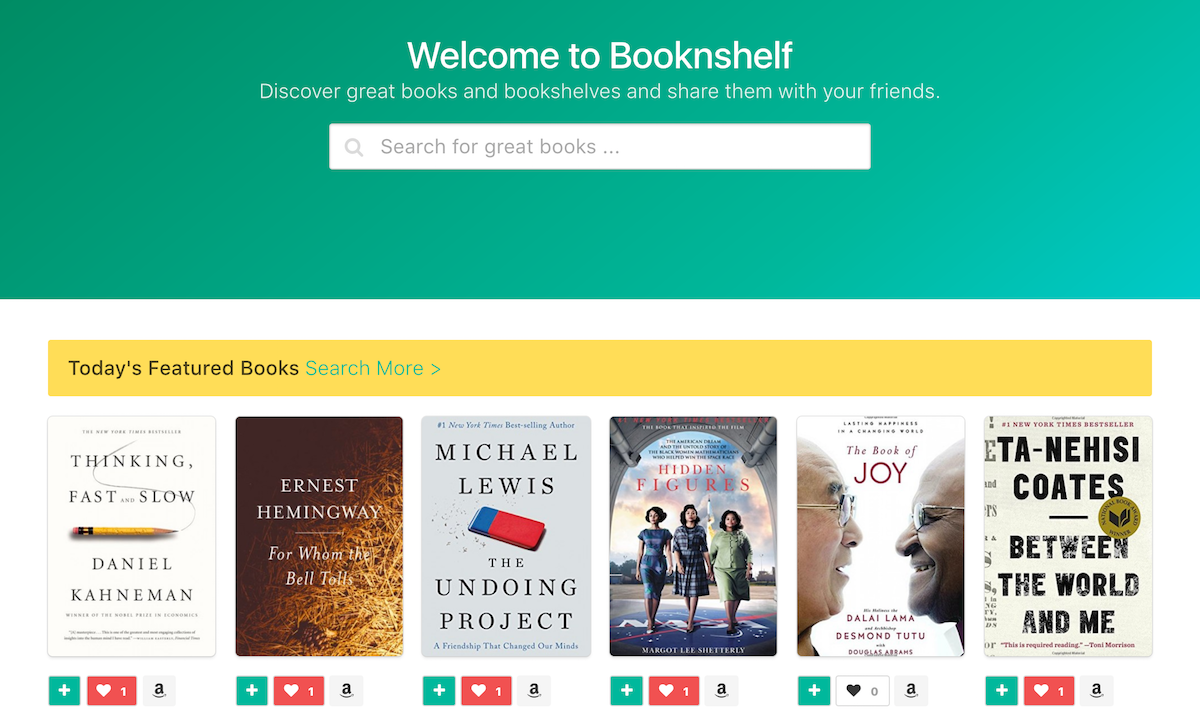 Welcome to Booknshelf
Discover great books and bookshelves and share them with your friends.
Search for great books ...
Today's Featured Books Search More >
THE NEW YORK TIMES BESTSELLER
THINKING,
FAST AND SLOW
DANIEL
KAHNEMAN
WINNER OF THE NOBEL PRIZE IN ECONOMICS
ERNEST
HEMINGWAY
For Whom the
Bell Tolls
#1 New York Times Best-selling Author
MICHAEL
LEWIS
THE
UNDOING
PROJECT
A Friendship That Changed Our Minds
THE BOOK THAT INSPIRED THE FILM
THE AMERICAN DREAM
AND THE UNTOLD STORY OF
THE BLACK WOMEN MATHEMATICIANS
WHO HELPED WIN THE SPACE RACE
HIDDEN
FIGURES
MARGOT LEE SHETTERLY
LASTING HAPPINESS
IN A CHANGING WORLD
The Book of
JOY
His Holiness the
DALAI LAMA
and Archbishop
DESMOND TUTU
WITH DOUGLAS ABRAMS
#1 NEW YORK TIMES BESTSELLER
TA-NEHISI
COATES
NATIONAL BOOK AWARD WINNER
BETWEEN
THE WORLD
AND ME
"This is required reading." —Toni Morrison
+ 1 a
+ 1 a
+ 1 a
+ 1 a
+ 0 a
+ 1 a